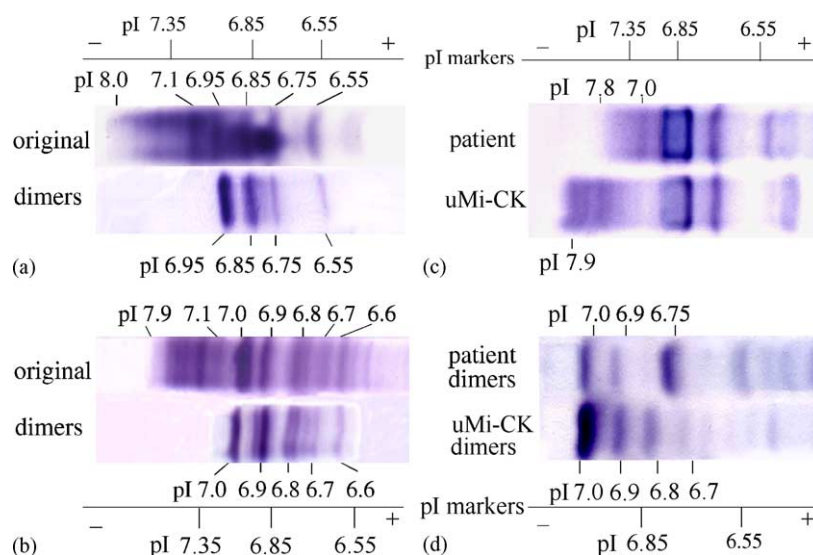 pI 7.35 6.85 6.55
− +
pI 8.0 7.1 6.95 6.85 6.75 6.55
original
dimers
pI 6.95 6.85 6.75 6.55
(a)
pI 7.9 7.1 7.0 6.9 6.8 6.7 6.6
original
dimers
pI 7.0 6.9 6.8 6.7 6.6
− +
(b) pI 7.35 6.85 6.55
− pI 7.35 6.85 6.55 +
pI markers
pI 7.8 7.0
patient
uMi-CK
pI 7.9
(c)
pI 7.0 6.9 6.75
patient
dimers
uMi-CK
dimers
pI 7.0 6.9 6.8 6.7
pI markers − +
(d) pI 6.85 6.55